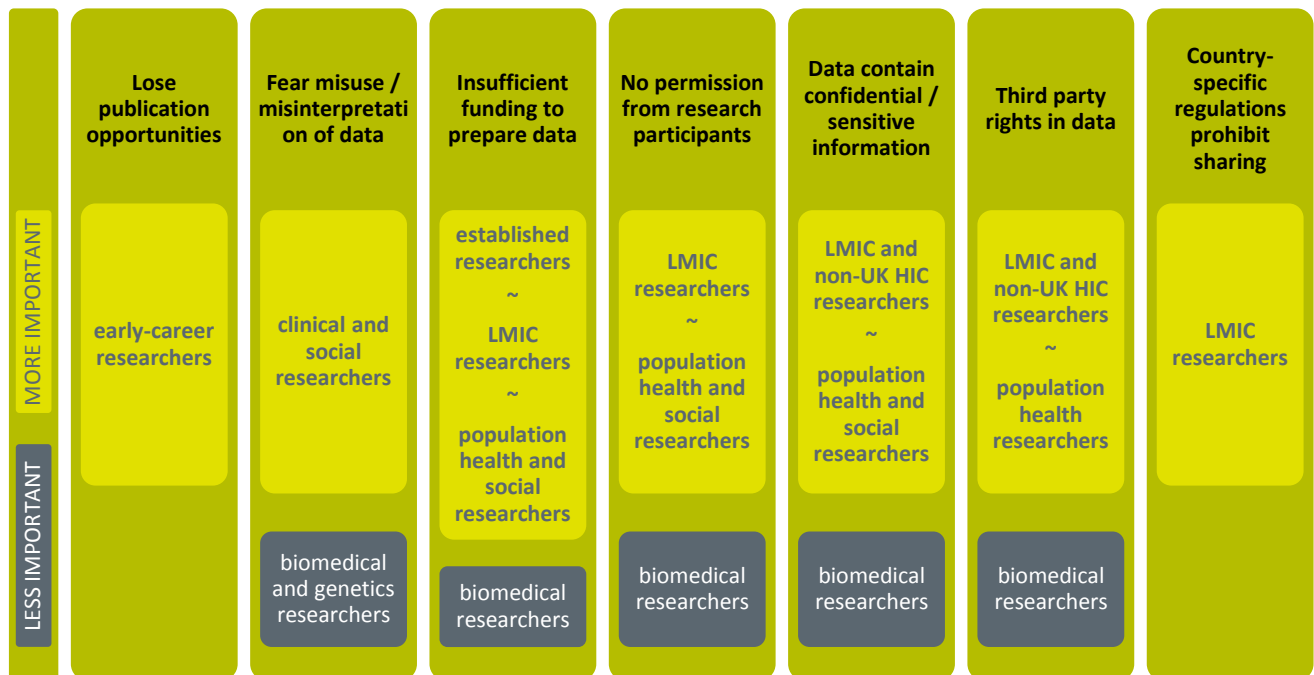 Lose
publication
opportunities
Fear misuse /
misinterpretati
on of data
Insufficient
funding to
prepare data
No permission
from research
participants
Data contain
confidential /
sensitive
information
Third party
rights in data
Country-
specific
regulations
prohibit
sharing
MORE IMPORTANT
early-career
researchers
clinical and
social
researchers
established
researchers
~
LMIC
researchers
~
population
health and
social
researchers
LMIC
researchers
~
population
health and
social
researchers
LMIC and
non-UK HIC
researchers
~
population
health and
social
researchers
LMIC and
non-UK HIC
researchers
~
population
health
researchers
LMIC
researchers
LESS IMPORTANT
biomedical
and genetics
researchers
biomedical
researchers
biomedical
researchers
biomedical
researchers
biomedical
researchers